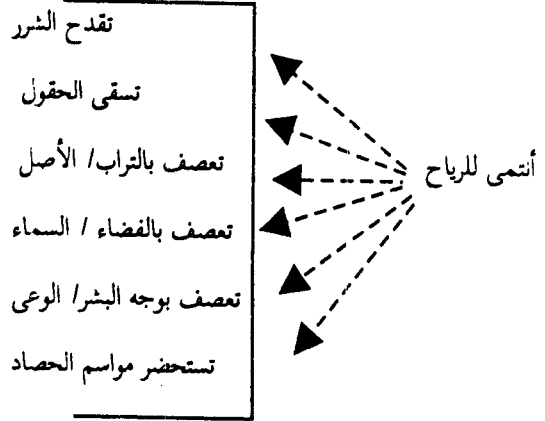 أنتمى للرياح
تقدح الشرر
تسقى الحقول
تعصف بالتراب/ الأصل
تعصف بالفضاء / السماء
تعصف بوجه البشر/ الوعى
تستحضر مواسم الحصاد